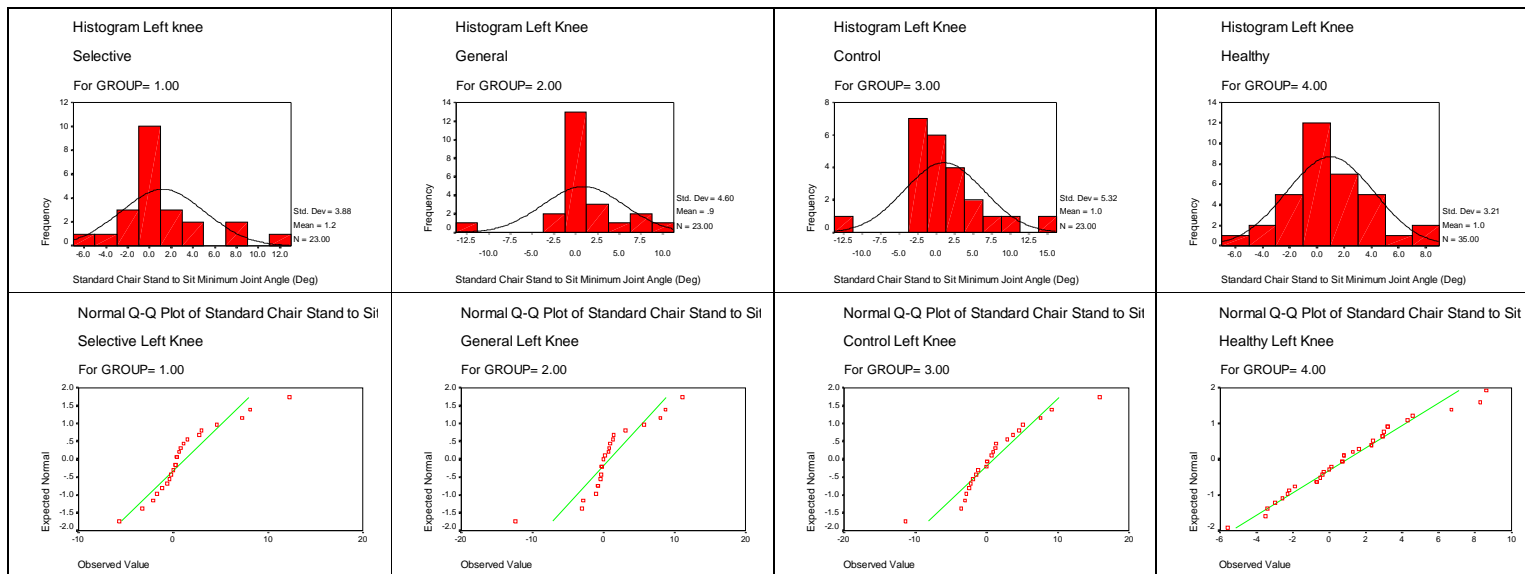 Histogram Left knee
Selective
For GROUP= 1.00
12
10
8
6
4
2
0
Frequency
-6.0 -4.0 -2.0 0.0 2.0 4.0 6.0 8.0 10.0 12.0
Std. Dev = 3.88
Mean = 1.2
N = 23.00
Standard Chair Stand to Sit Minimum Joint Angle (Deg)
Histogram Left Knee
General
For GROUP= 2.00
14
12
10
8
6
4
2
0
Frequency
-12.5 -10.0 -7.5 -5.0 -2.5 0.0 2.5 5.0 7.5 10.0
Std. Dev = 4.60
Mean = .9
N = 23.00
Standard Chair Stand to Sit Minimum Joint Angle (Deg)
Histogram Left Knee
Control
For GROUP= 3.00
8
6
4
2
0
Frequency
-12.5 -10.0 -7.5 -5.0 -2.5 0.0 2.5 5.0 7.5 10.0 12.5 15.0
Std. Dev = 5.32
Mean = 1.0
N = 23.00
Standard Chair Stand to Sit Minimum Joint Angle (Deg)
Histogram Left Knee
Healthy
For GROUP= 4.00
14
12
10
8
6
4
2
0
Frequency
-6.0 -4.0 -2.0 0.0 2.0 4.0 6.0 8.0
Std. Dev = 3.21
Mean = 1.0
N = 35.00
Standard Chair Stand to Sit Minimum Joint Angle (Deg)
Normal Q-Q Plot of Standard Chair Stand to Sit
Selective Left Knee
For GROUP= 1.00
2.0
1.5
1.0
.5
0.0
-.5
-1.0
-1.5
-2.0
Expected Normal
-10 0 10 20
Observed Value
Normal Q-Q Plot of Standard Chair Stand to Sit
General Left Knee
For GROUP= 2.00
2.0
1.5
1.0
.5
0.0
-.5
-1.0
-1.5
-2.0
Expected Normal
-20 -10 0 10 20
Observed Value
Normal Q-Q Plot of Standard Chair Stand to Sit
Control Left Knee
For GROUP= 3.00
2.0
1.5
1.0
.5
0.0
-.5
-1.0
-1.5
-2.0
Expected Normal
-20 -10 0 10 20
Observed Value
Normal Q-Q Plot of Standard Chair Stand to Sit
Healthy Left Knee
For GROUP= 4.00
2
1
0
-1
-2
Expected Normal
-6 -4 -2 0 2 4 6 8 10
Observed Value